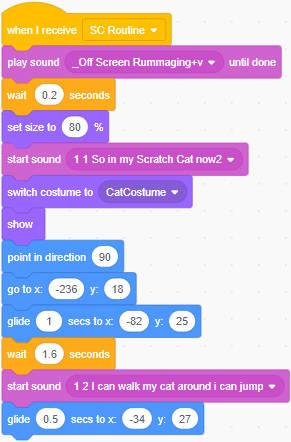 when I receive SC Routine
play sound _Off Screen Rummaging+v until done
wait 0.2 seconds
set size to 80 %
start sound 1 1 So in my Scratch Cat now2
switch costume to CatCostume
show
point in direction 90
go to x: -236 y: 18
glide 1 secs to x: -82 y: 25
wait 1.6 seconds
start sound 1 2 I can walk my cat around i can jump
glide 0.5 secs to x: -34 y: 27